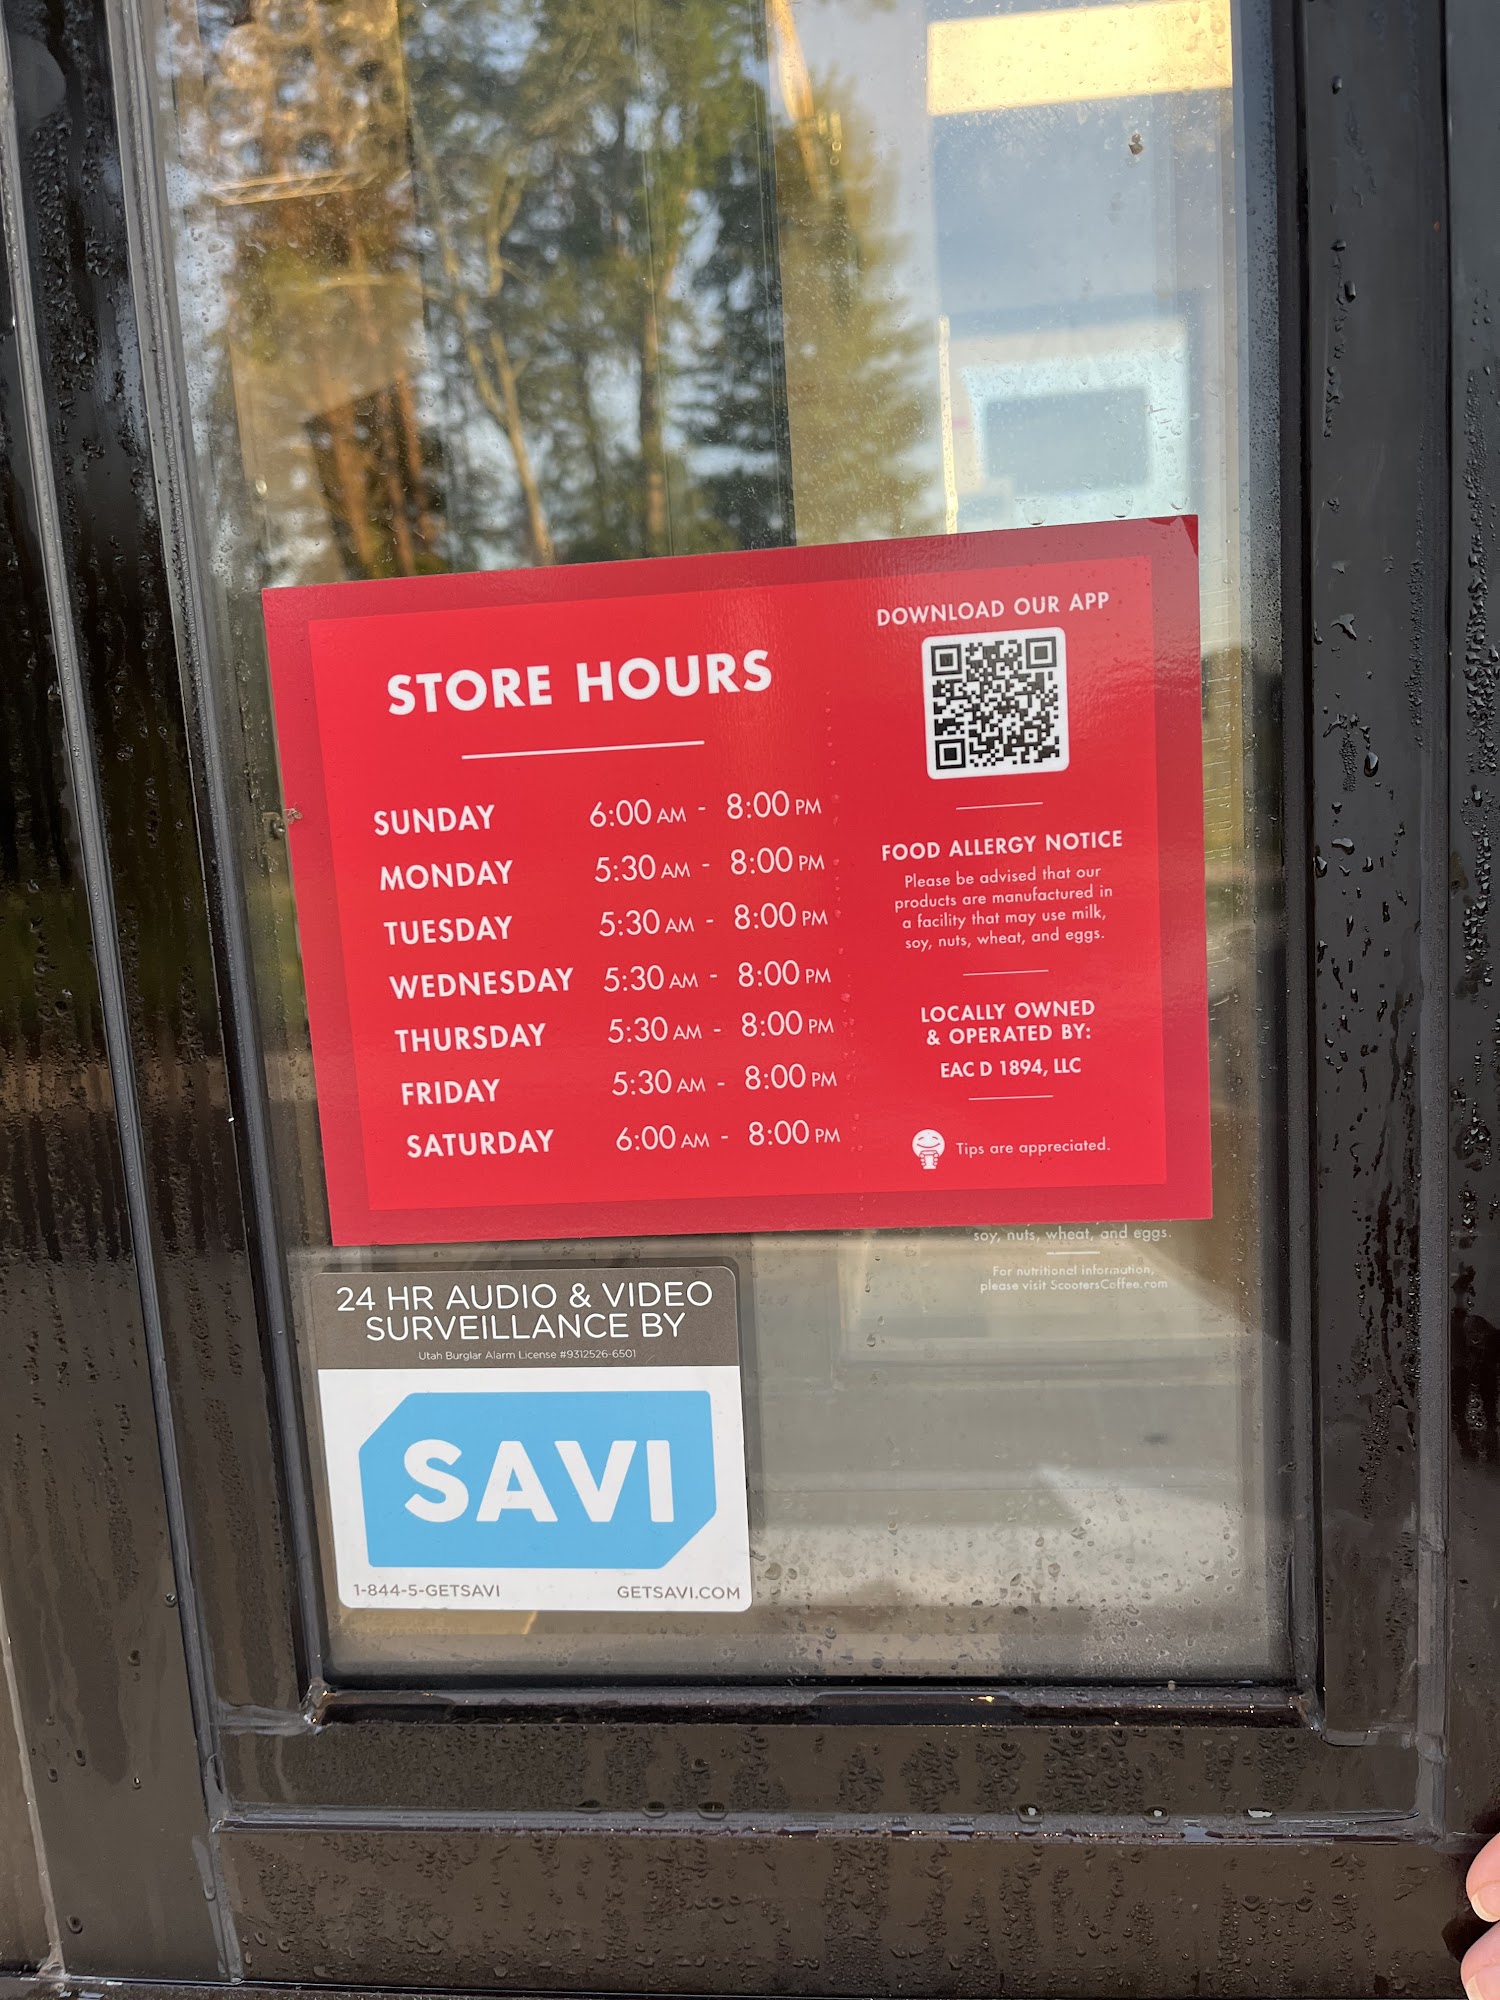 STORE HOURS
SUNDAY 6:00 AM - 8:00 PM
MONDAY 5:30 AM - 8:00 PM
TUESDAY 5:30 AM - 8:00 PM
WEDNESDAY 5:30 AM - 8:00 PM
THURSDAY 5:30 AM - 8:00 PM
FRIDAY 5:30 AM - 8:00 PM
SATURDAY 6:00 AM - 8:00 PM
DOWNLOAD OUR APP
FOOD ALLERGY NOTICE
Please be advised that our
products are manufactured in
a facility that may use milk,
soy, nuts, wheat, and eggs.
LOCALLY OWNED
& OPERATED BY:
EAC D 1894, LLC
Tips are appreciated.
soy, nuts, wheat, and eggs.
For nutritional information,
please visit ScootersCoffee.com
24 HR AUDIO & VIDEO
SURVEILLANCE BY
Utah Burglar Alarm License #9312526-6501
SAVI
1-844-5-GETSAVI GETSAVI.COM